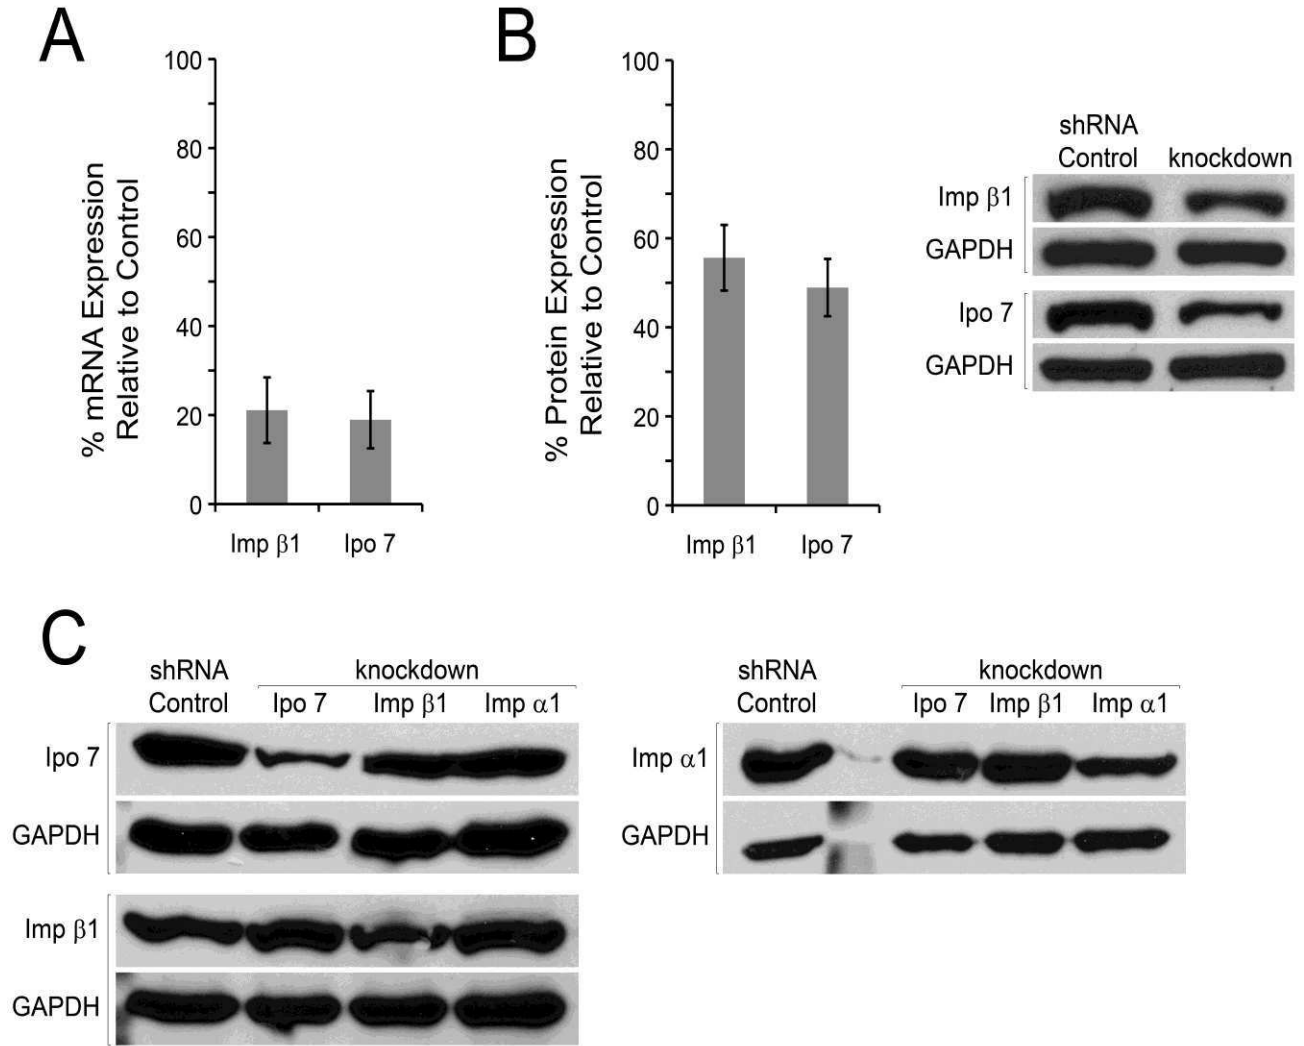 A
100
80
60
40
20
0
% mRNA Expression
Relative to Control
Imp β1
Ipo 7
B
100
80
60
40
20
0
% Protein Expression
Relative to Control
Imp β1
Ipo 7
shRNA
Control
knockdown
Imp β1
GAPDH
Ipo 7
GAPDH
C
shRNA
Control
knockdown
Ipo 7
Imp β1
Imp α1
Ipo 7
GAPDH
Imp β1
GAPDH
shRNA
Control
knockdown
Ipo 7
Imp β1
Imp α1
Imp α1
GAPDH